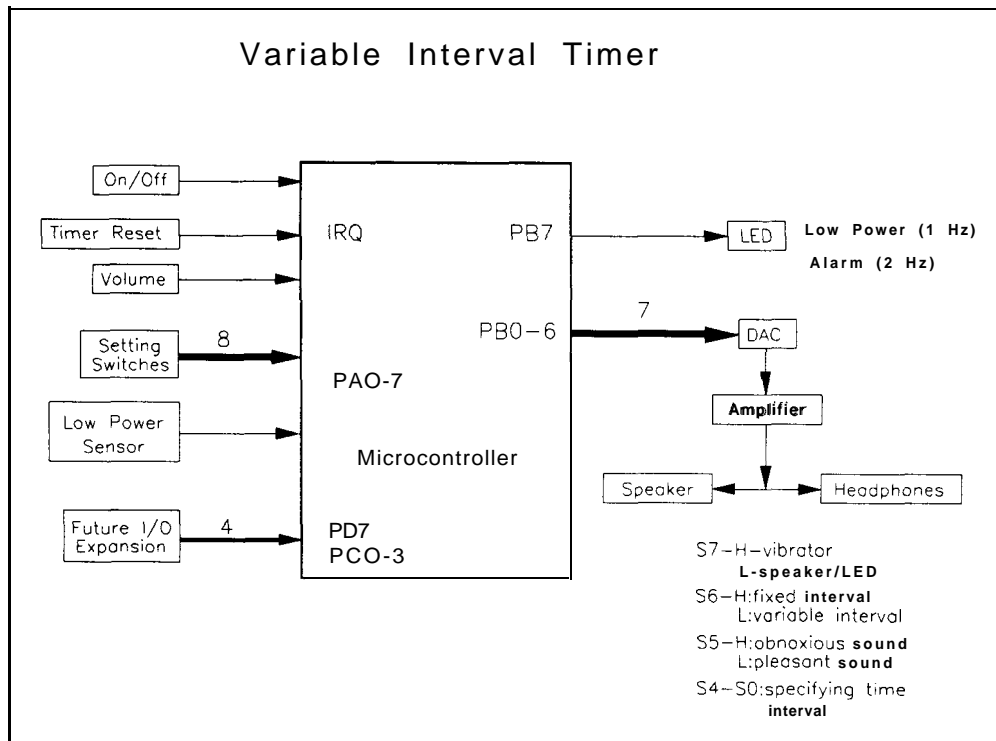 Variable Interval Timer
On/Off
Timer Reset
Volume
Setting
Switches
8
Low Power
Sensor
Future I/O
Expansion
4
IRQ
PB7
PB0-6
PAO-7
Microcontroller
PD7
PCO-3
LED
Low Power (1 Hz)
Alarm (2 Hz)
7
DAC
Amplifier
Speaker
Headphones
S7-H-vibrator
L-speaker/LED
S6-H:fixed interval
L:variable interval
S5-H:obnoxious sound
L:pleasant sound
S4-S0:specifying time
interval